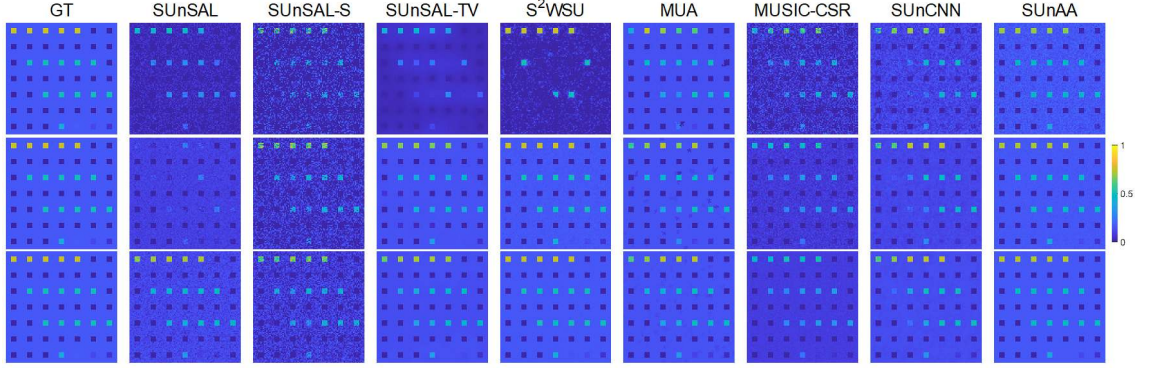 GT SUnSAL SUnSAL-S SUnSAL-TV S²WSU MUA MUSIC-CSR SUnCNN SUnAA
1
0.5
0